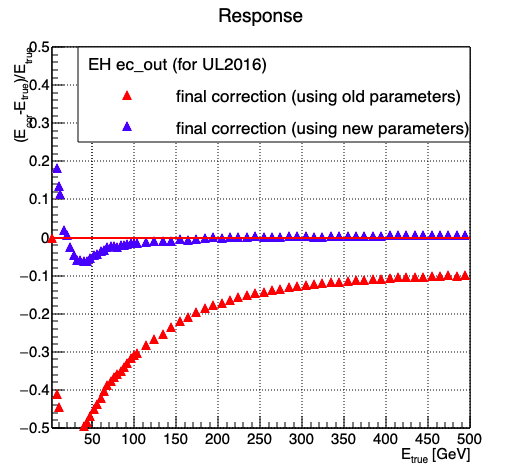 Response
(E_cor-E_true)/E_true
EH ec_out (for UL2016)
final correction (using old parameters)
final correction (using new parameters)
0.5
0.4
0.3
0.2
0.1
0
−0.1
−0.2
−0.3
−0.4
−0.5
50 100 150 200 250 300 350 400 450 500
E_true [GeV]